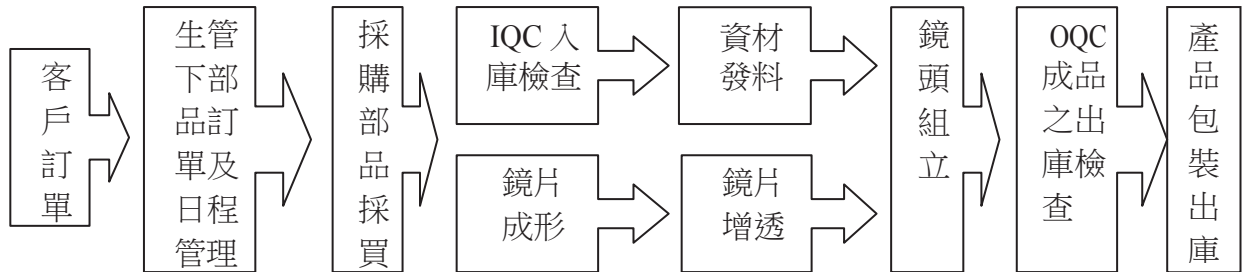 客戶訂單
生管
下部
品訂
單及
日程
管理
採購部品採買
IQC 入
庫檢查
資材
發料
鏡片
成形
鏡片
增透
鏡頭組立
OQC
成品
之出
庫檢
查
產品包裝出庫